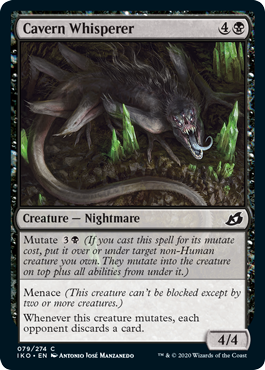 Cavern Whisperer 4
Creature — Nightmare
Mutate 3 (If you cast this spell for its mutate
cost, put it over or under target non-Human
creature you own. They mutate into the creature
on top plus all abilities from under it.)
Menace (This creature can't be blocked except by
two or more creatures.)
Whenever this creature mutates, each
opponent discards a card.
4/4
079/274 C
IKO • EN Antonio José Manzanedo
™ & © 2020 Wizards of the Coast